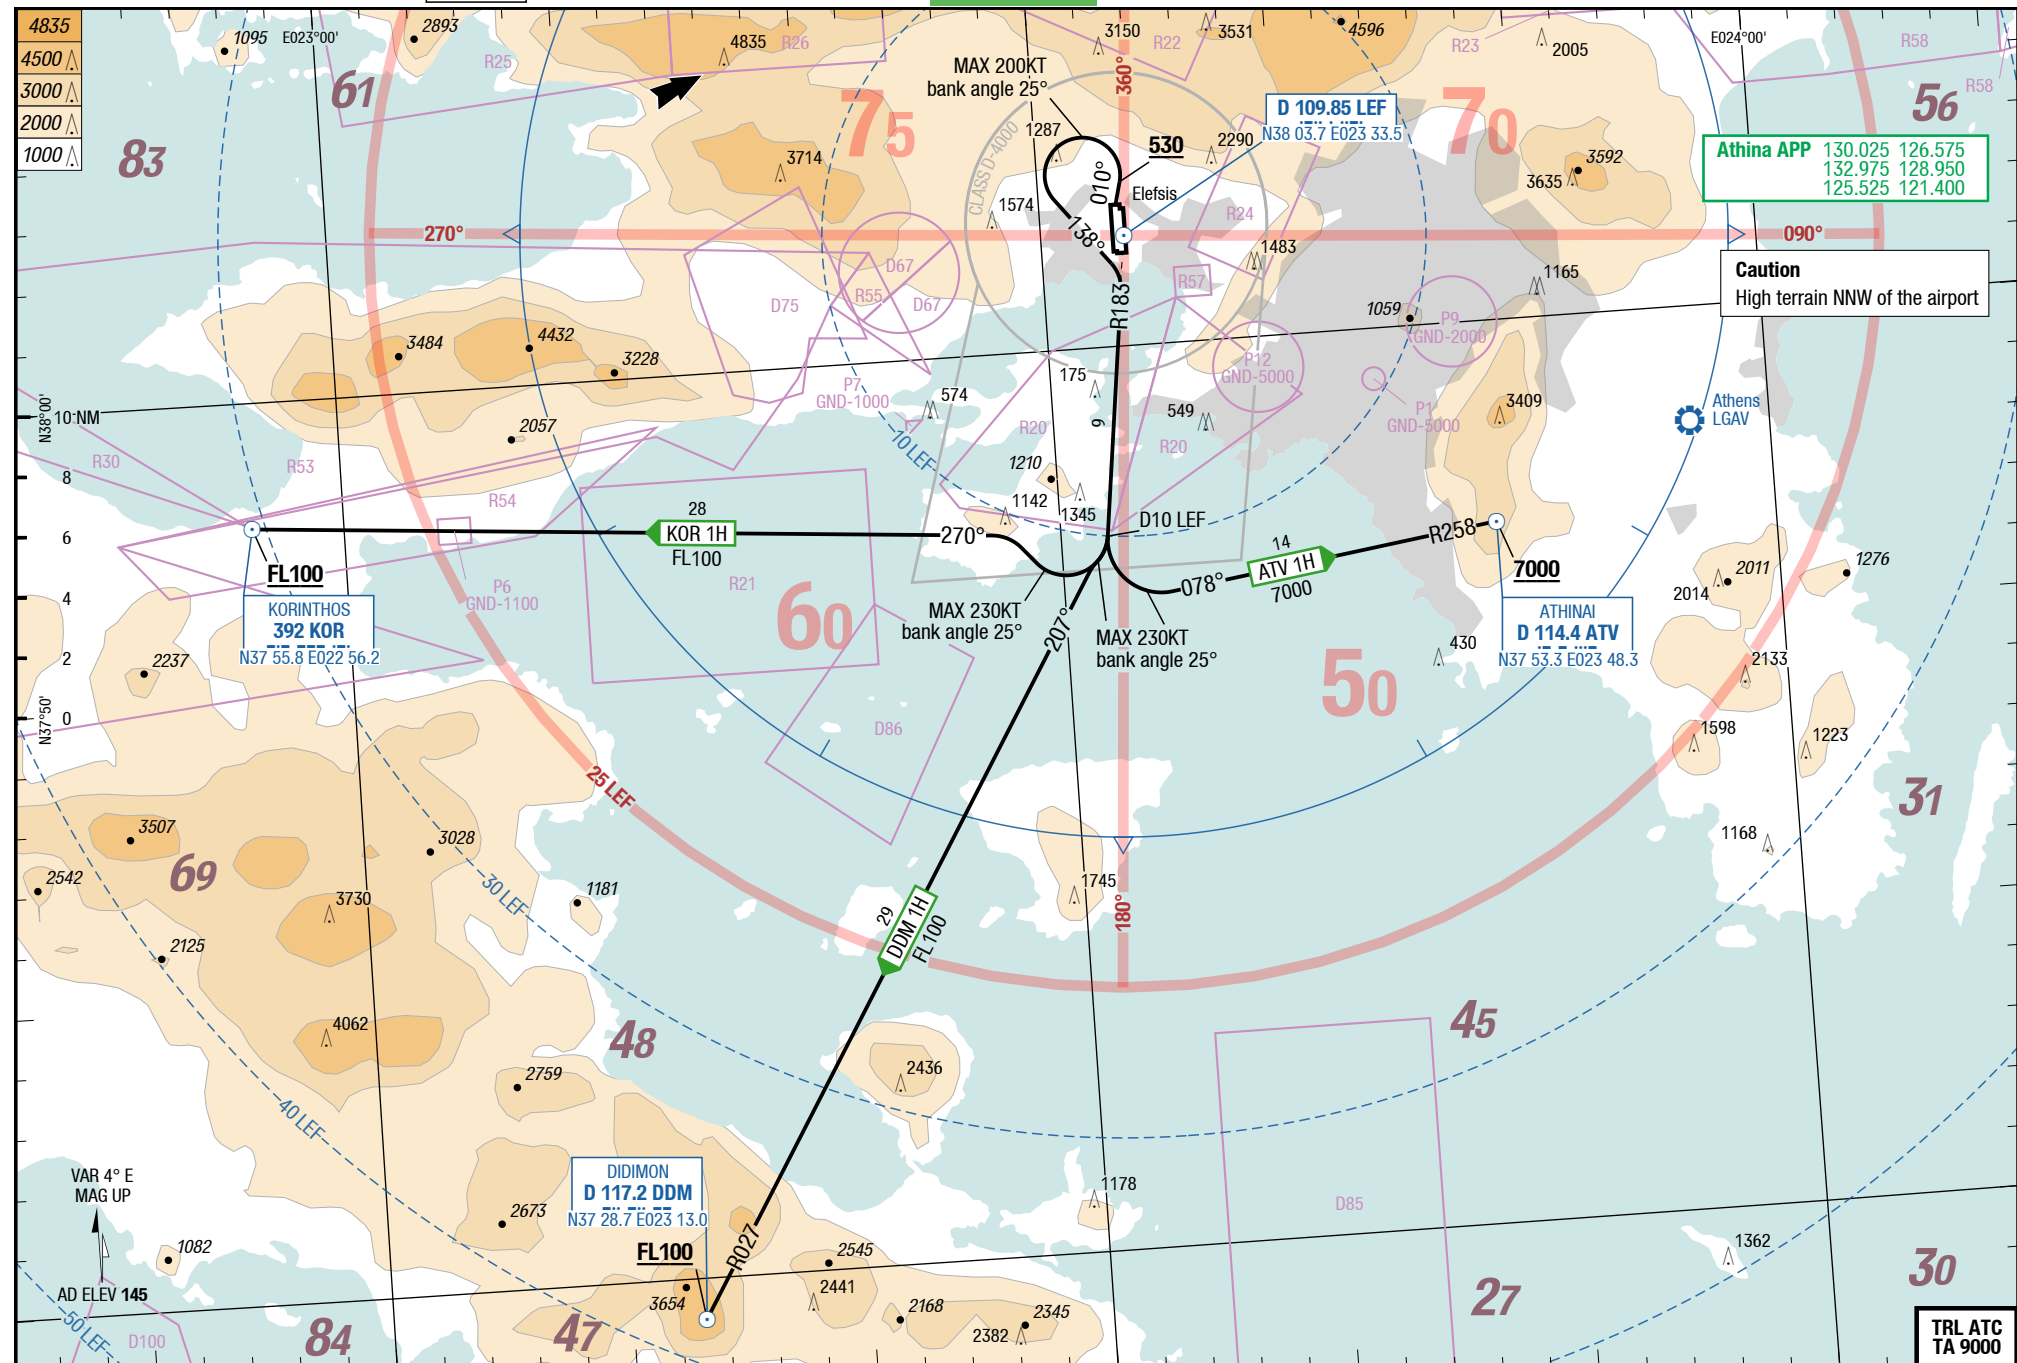 4835
4500
3000
2000
1000
1095
E023°00'
2893
61
83
R25
4835
R26
3150
R22
3531
4596
R23
2005
E024°00'
R58
R58
R58
56
MAX 200KT
bank angle 25°
360°
75
70
D 109.85 LEF
N38 03.7 E023 33.5
Athina APP 130.025 126.575
132.975 128.950
125.525 121.400
CLASS D-4000
1287
530
2290
3714
010°
Elefsis
3592
3635
1574
138°
R24
270°
090°
1483
Caution
High terrain NNW of the airport
D67
R55
D67
D75
R57
R183
1165
1059
P9
GND-2000
3484
4432
3228
P12
GND-5000
P7
GND-1000
574
175
549
9
P1
GND-5000
3409
Athens
LGAV
N38°00'
10 NM
8
6
4
2
0
N37°50'
2057
R30
R53
R54
10 LEF
R20
R20
1210
1142
1345
D10 LEF
28
KOR 1H
FL100
270°
R21
14
ATV 1H
7000
078°
R258
7000
FL100
KORINTHOS
392 KOR
N37 55.8 E022 56.2
P6
GND-1100
60
MAX 230KT
bank angle 25°
207°
MAX 230KT
bank angle 25°
ATHINAI
D 114.4 ATV
N37 53.3 E023 48.3
430
2014
2011
1276
2133
2237
50
D86
1598
1223
25 LEF
31
3507
3028
1168
69
2542
3730
30 LEF
1181
29
DDM 1H
FL100
1745
180°
2125
4062
48
45
2759
2436
40 LEF
VAR 4° E
MAG UP
DIDIMON
D 117.2 DDM
N37 28.7 E023 13.0
1178
D85
2673
1082
FL100
R027
2545
1362
30
AD ELEV 145
3654
2441
27
50 LEF
D100
84
47
2168
2345
2382
TRL ATC
TA 9000